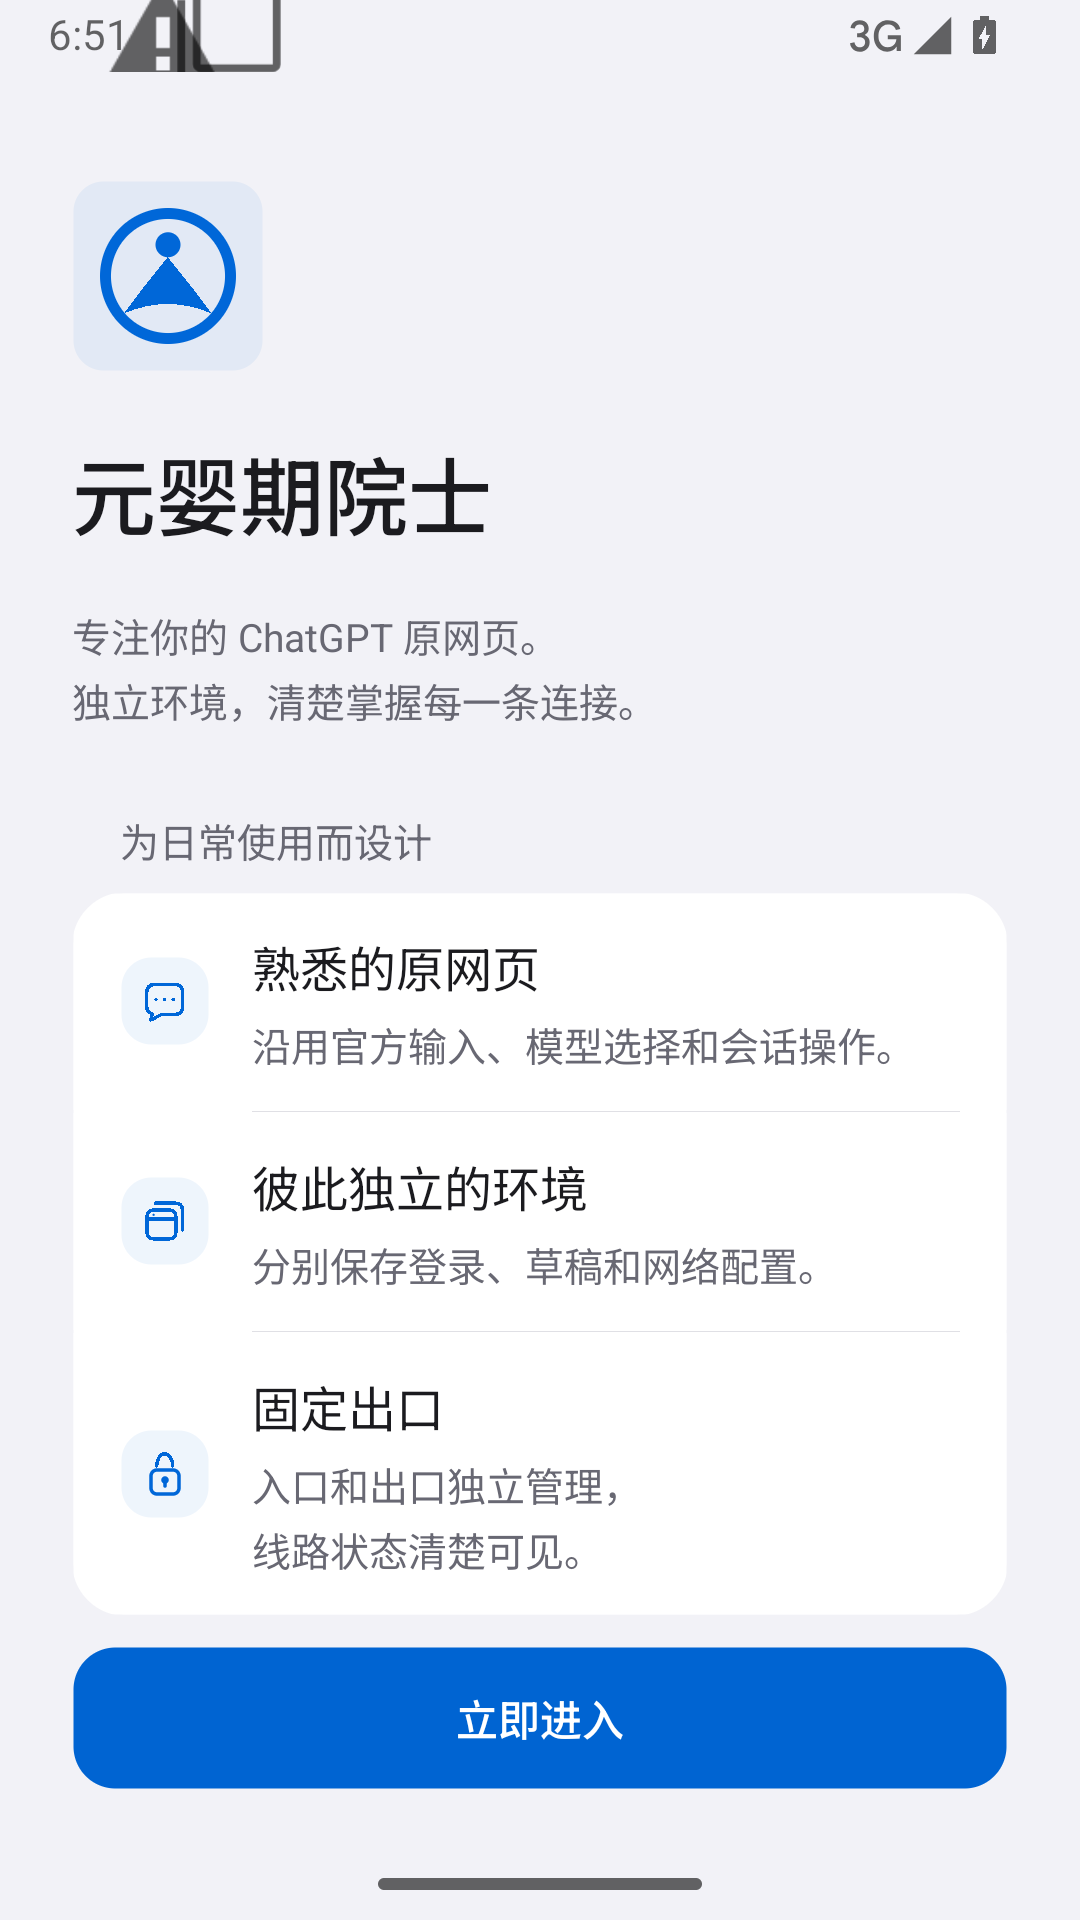 6:51
3G
元婴期院士
专注你的 ChatGPT 原网页。
独立环境，清楚掌握每一条连接。
为日常使用而设计
熟悉的原网页
沿用官方输入、模型选择和会话操作。
彼此独立的环境
分别保存登录、草稿和网络配置。
固定出口
入口和出口独立管理，
线路状态清楚可见。
立即进入